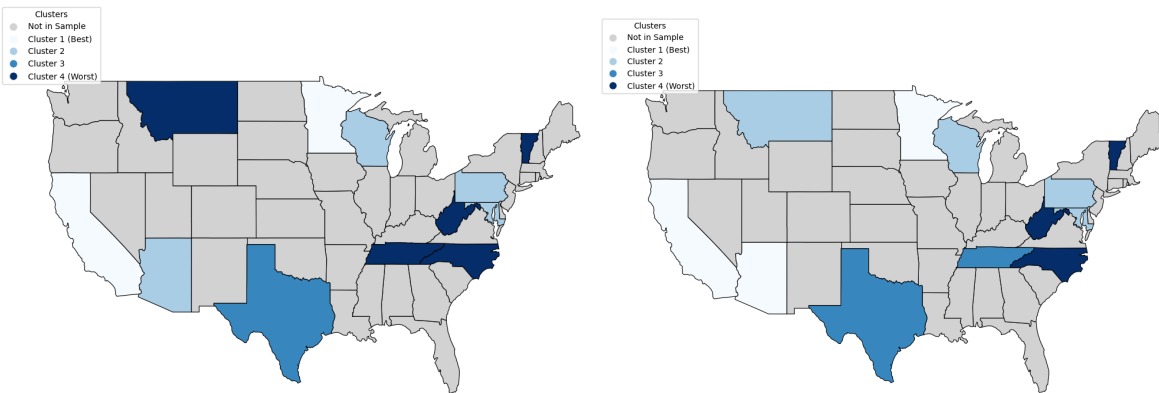 Clusters
Not in Sample
Cluster 1 (Best)
Cluster 2
Cluster 3
Cluster 4 (Worst)
Clusters
Not in Sample
Cluster 1 (Best)
Cluster 2
Cluster 3
Cluster 4 (Worst)